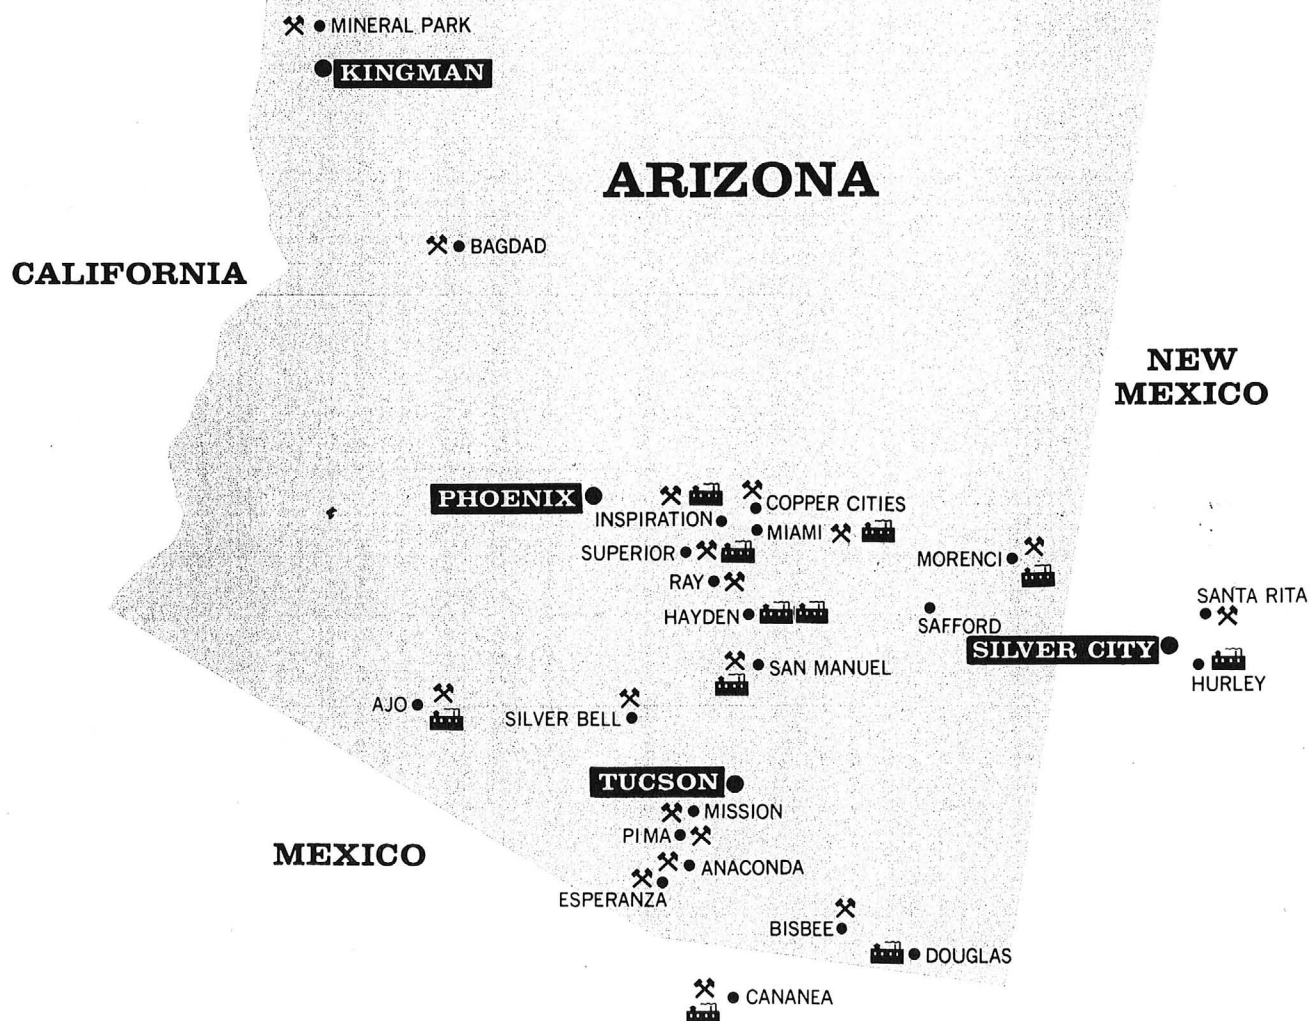 MINERAL PARK
KINGMAN
ARIZONA
BAGDAD
CALIFORNIA
NEW
MEXICO
PHOENIX
COPPER CITIES
INSPIRATION
MIAMI
SUPERIOR
MORENCI
RAY
SANTA RITA
HAYDEN
SAFFORD
SILVER CITY
SAN MANUEL
HURLEY
AJO
SILVER BELL
TUCSON
MISSION
PIMA
MEXICO
ANACONDA
ESPERANZA
BISBEE
DOUGLAS
CANANEA